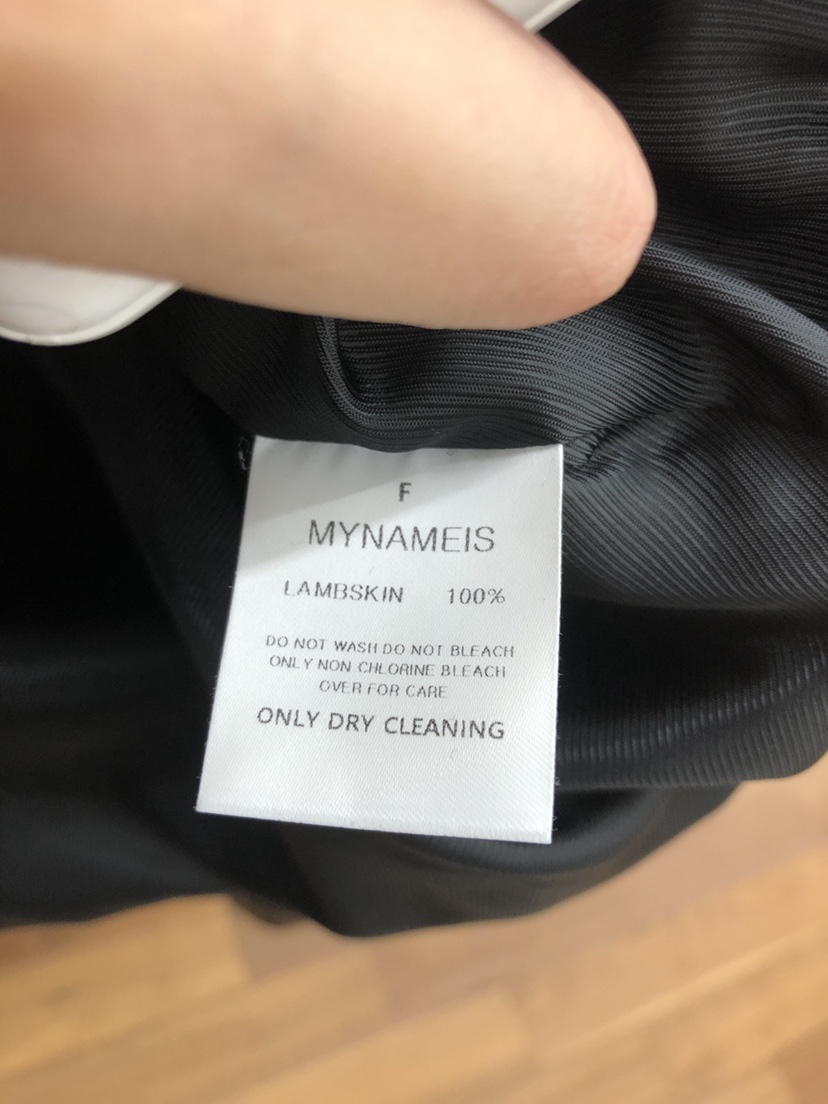 F
MYNAMEIS
LAMBSKIN 100%
DO NOT WASH DO NOT BLEACH
ONLY NON CHLORINE BLEACH
OVER FOR CARE
ONLY DRY CLEANING